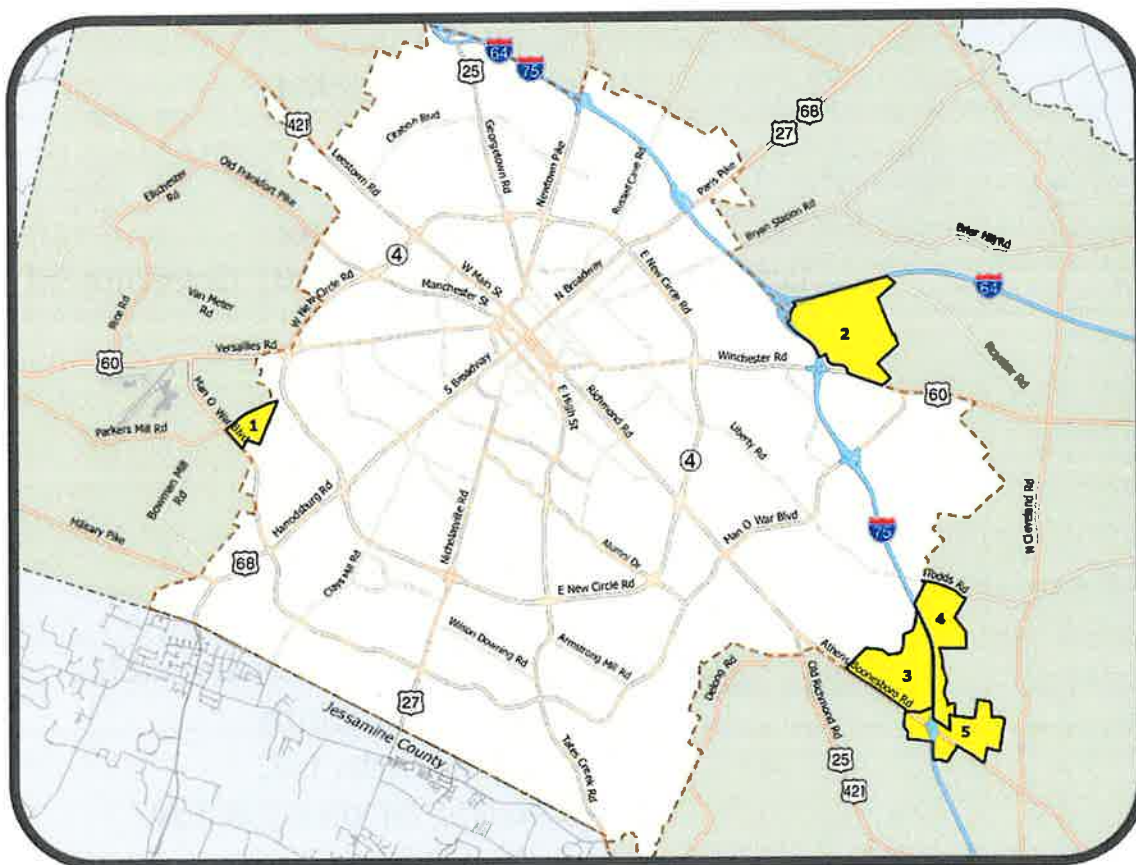 64
75
25
421
Leestown Rd
Georgetown Rd
Newtown Pike
Russell Cave Rd
27
68
Paris Pike
Old Frankfort Pike
Elkchester Rd
Bryan Station Rd
Briar Hill Rd
64
4
W Main St
Manchester St
N Broadway
E New Circle Rd
W New Circle Rd
Van Meter Rd
Rice Rd
60
Versailles Rd
2
Winchester Rd
60
Royster Rd
S Broadway
E High St
Richmond Rd
Man O War Blvd
1
Parkers Mill Rd
Liberty Rd
4
Bowman Mill Rd
Harrodsburg Rd
Nicholasville Rd
Man O War Blvd
75
N Cleveland Rd
Military Pike
68
Clays Mill Rd
Alumni Dr
E New Circle Rd
Todds Rd
4
Wilson Downing Rd
Armstrong Mill Rd
Athens Boonesboro Rd
3
Delong Rd
Old Richmond Rd
27
5
Jessamine County
Tates Creek Rd
25
421